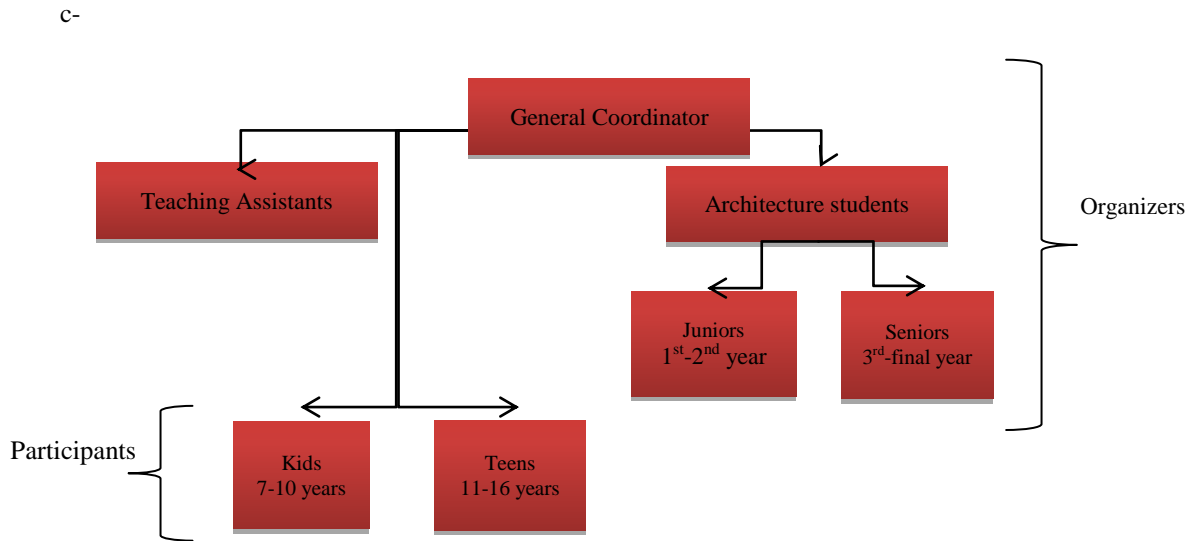 c-
General Coordinator
Teaching Assistants
Architecture students
Organizers
Juniors
1st-2nd year
Seniors
3rd-final year
Participants
Kids
7-10 years
Teens
11-16 years